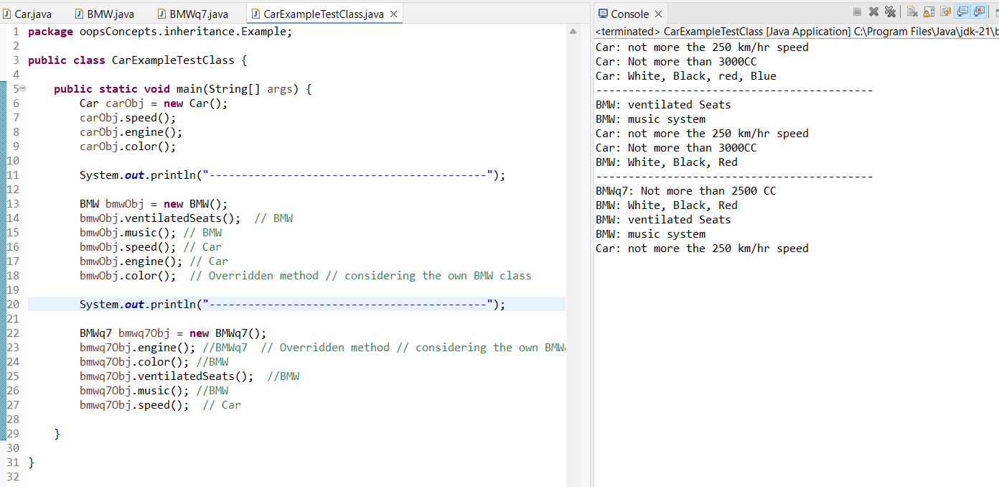 Car.java BMW.java BMWq7.java CarExampleTestClass.java
1 package oopsConcepts.inheritance.Example;
2
3 public class CarExampleTestClass {
4
5 public static void main(String[] args) {
6 Car carObj = new Car();
7 carObj.speed();
8 carObj.engine();
9 carObj.color();
10
11 System.out.println("-------------------------------------------");
12
13 BMW bmwObj = new BMW();
14 bmwObj.ventilatedSeats();  // BMW
15 bmwObj.music(); // BMW
16 bmwObj.speed(); // Car
17 bmwObj.engine(); // Car
18 bmwObj.color();  // Overridden method // considering the own BMW class
19
20 System.out.println("-------------------------------------------");
21
22 BMWq7 bmwq7Obj = new BMWq7();
23 bmwq7Obj.engine(); //BMWq7  // Overridden method // considering the own BMW
24 bmwq7Obj.color(); //BMW
25 bmwq7Obj.ventilatedSeats();  //BMW
26 bmwq7Obj.music(); //BMW
27 bmwq7Obj.speed();  // Car
28
29 }
30
31 }
32
Console
<terminated> CarExampleTestClass [Java Application] C:\Program Files\Java\jdk-21\b
Car: not more the 250 km/hr speed
Car: Not more than 3000CC
Car: White, Black, red, Blue
-------------------------------------------
BMW: ventilated Seats
BMW: music system
Car: not more the 250 km/hr speed
Car: Not more than 3000CC
BMW: White, Black, Red
-------------------------------------------
BMWq7: Not more than 2500 CC
BMW: White, Black, Red
BMW: ventilated Seats
BMW: music system
Car: not more the 250 km/hr speed